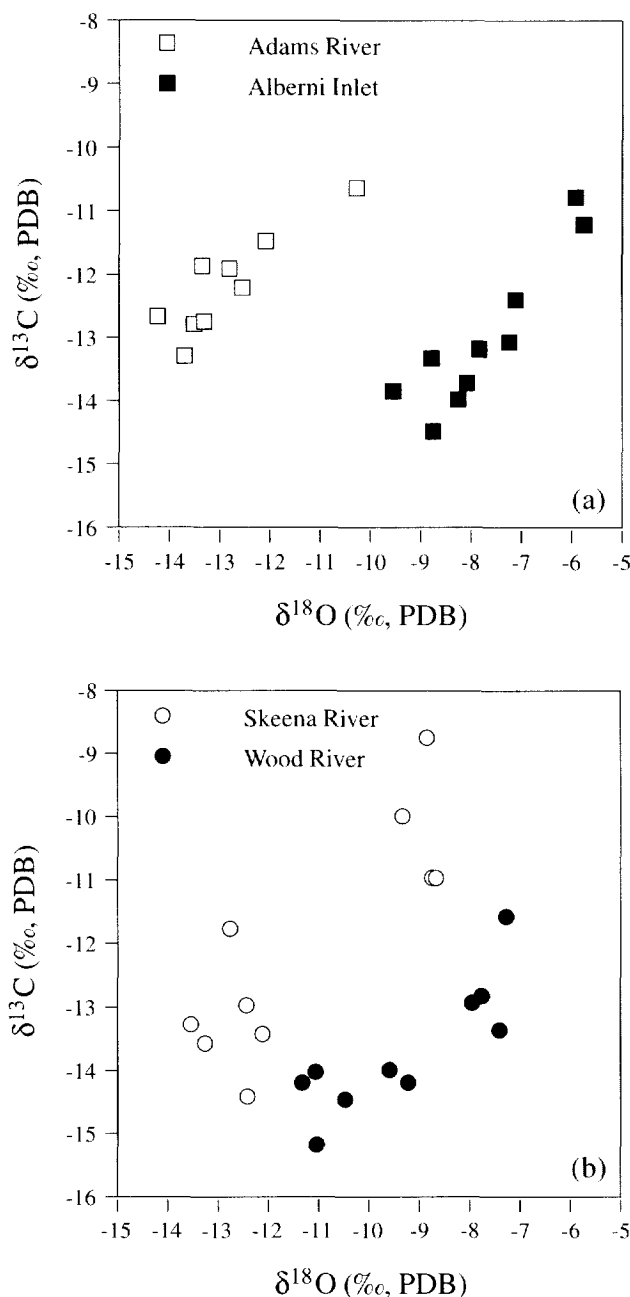 -8
-9
-10
-11
-12
-13
-14
-15
-16
δ¹³C (‰, PDB)
Adams River
Alberni Inlet
(a)
-15 -14 -13 -12 -11 -10 -9 -8 -7 -6 -5
δ¹⁸O (‰, PDB)
-8
-9
-10
-11
-12
-13
-14
-15
-16
δ¹³C (‰, PDB)
Skeena River
Wood River
(b)
-15 -14 -13 -12 -11 -10 -9 -8 -7 -6 -5
δ¹⁸O (‰, PDB)